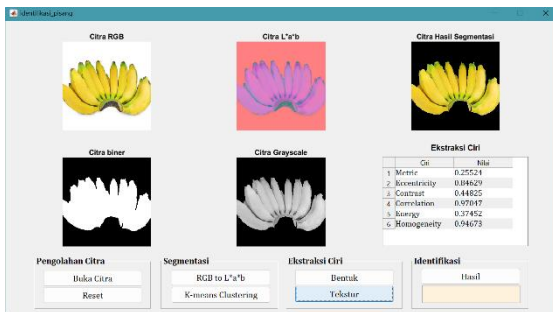 identifikasi_pisang
Citra RGB
Citra L*a*b
Citra Hasil Segmentasi
Citra biner
Citra Grayscale
Ekstraksi Ciri
Ciri Nilai
1 Metric 0.25524
2 Eccentricity 0.84629
3 Contrast 0.44825
4 Correlation 0.97047
5 Energy 0.37452
6 Homogeneity 0.94673
Pengolahan Citra
Buka Citra
Reset
Segmentasi
RGB to L*a*b
K-means Clustering
Ekstraksi Ciri
Bentuk
Tekstur
Identifikasi
Hasil